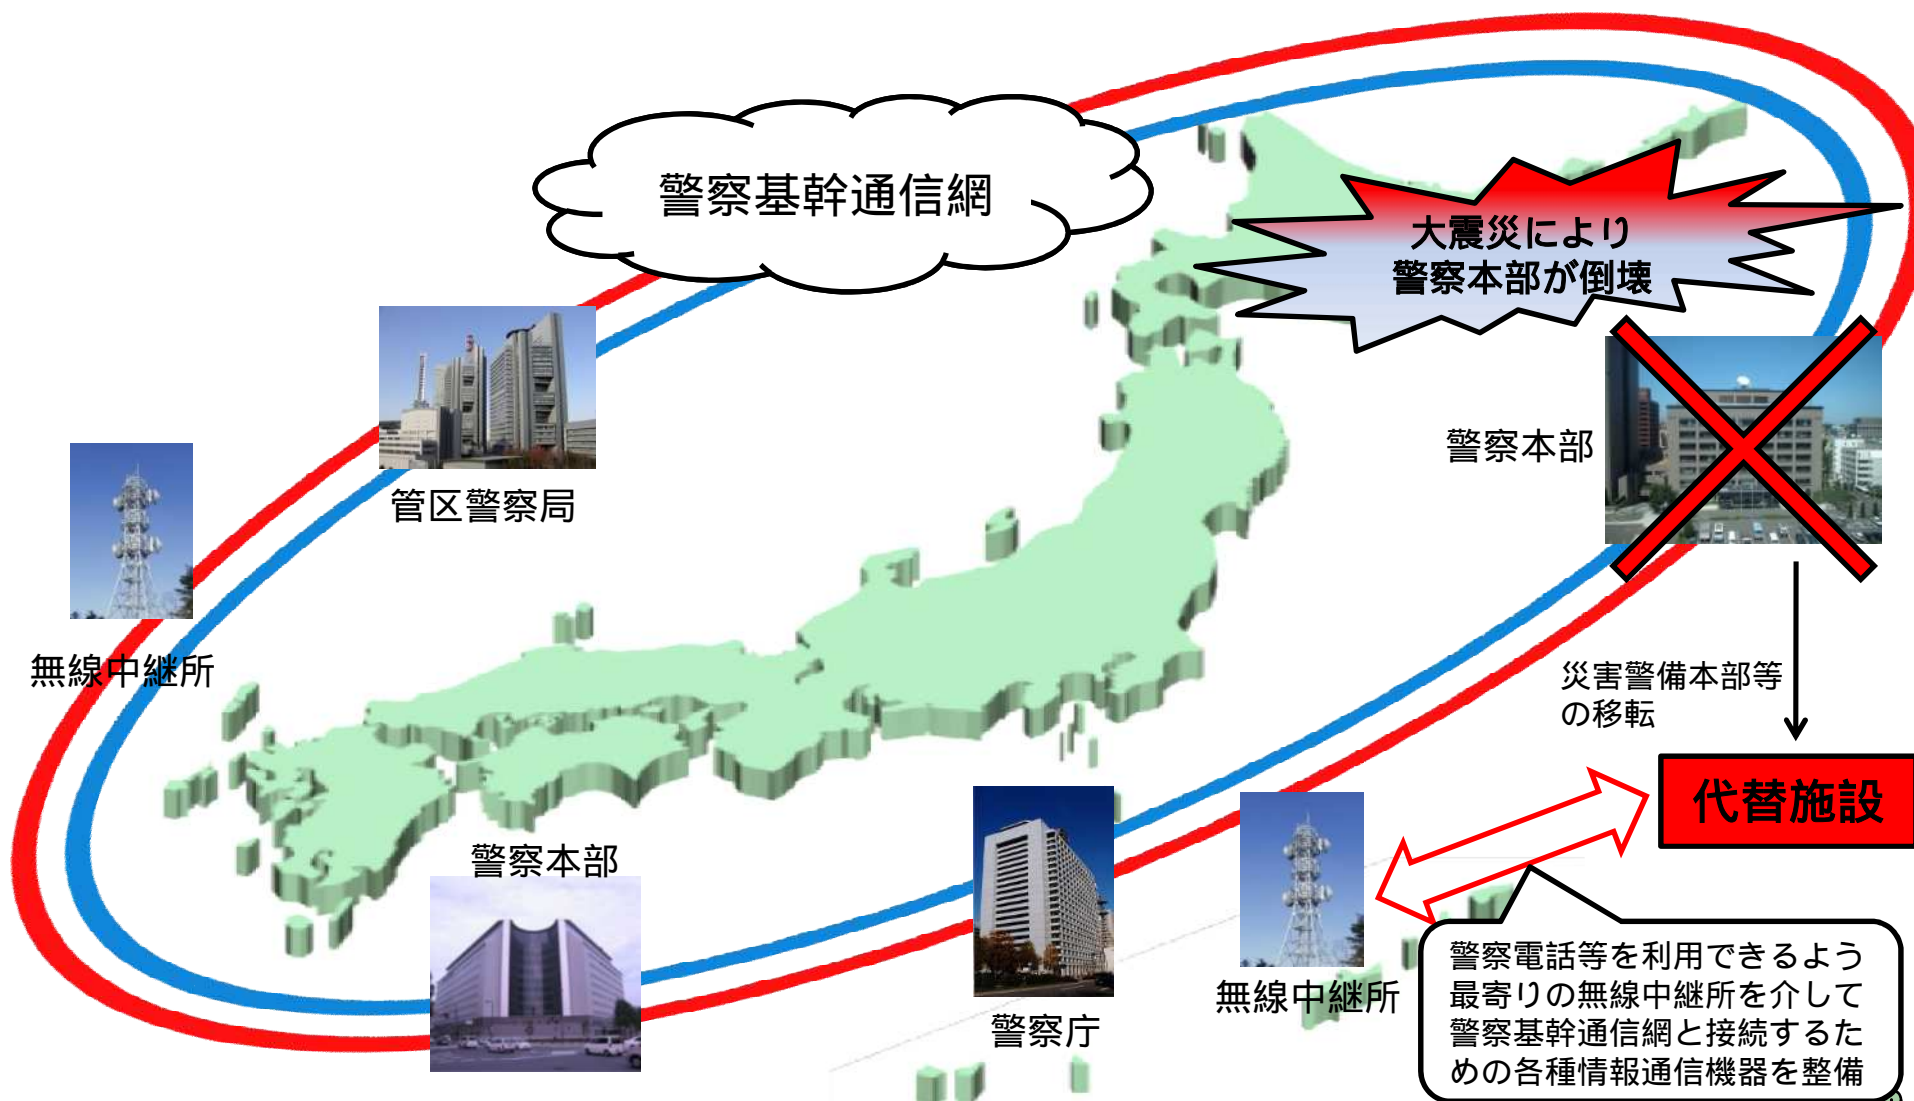 警察基幹通信網
大震災により
警察本部が倒壊
管区警察局
警察本部
無線中継所
災害警備本部等
の移転
代替施設
警察本部
警察庁
無線中継所
警察電話等を利用できるよう
最寄りの無線中継所を介して
警察基幹通信網と接続するた
めの各種情報通信機器を整備